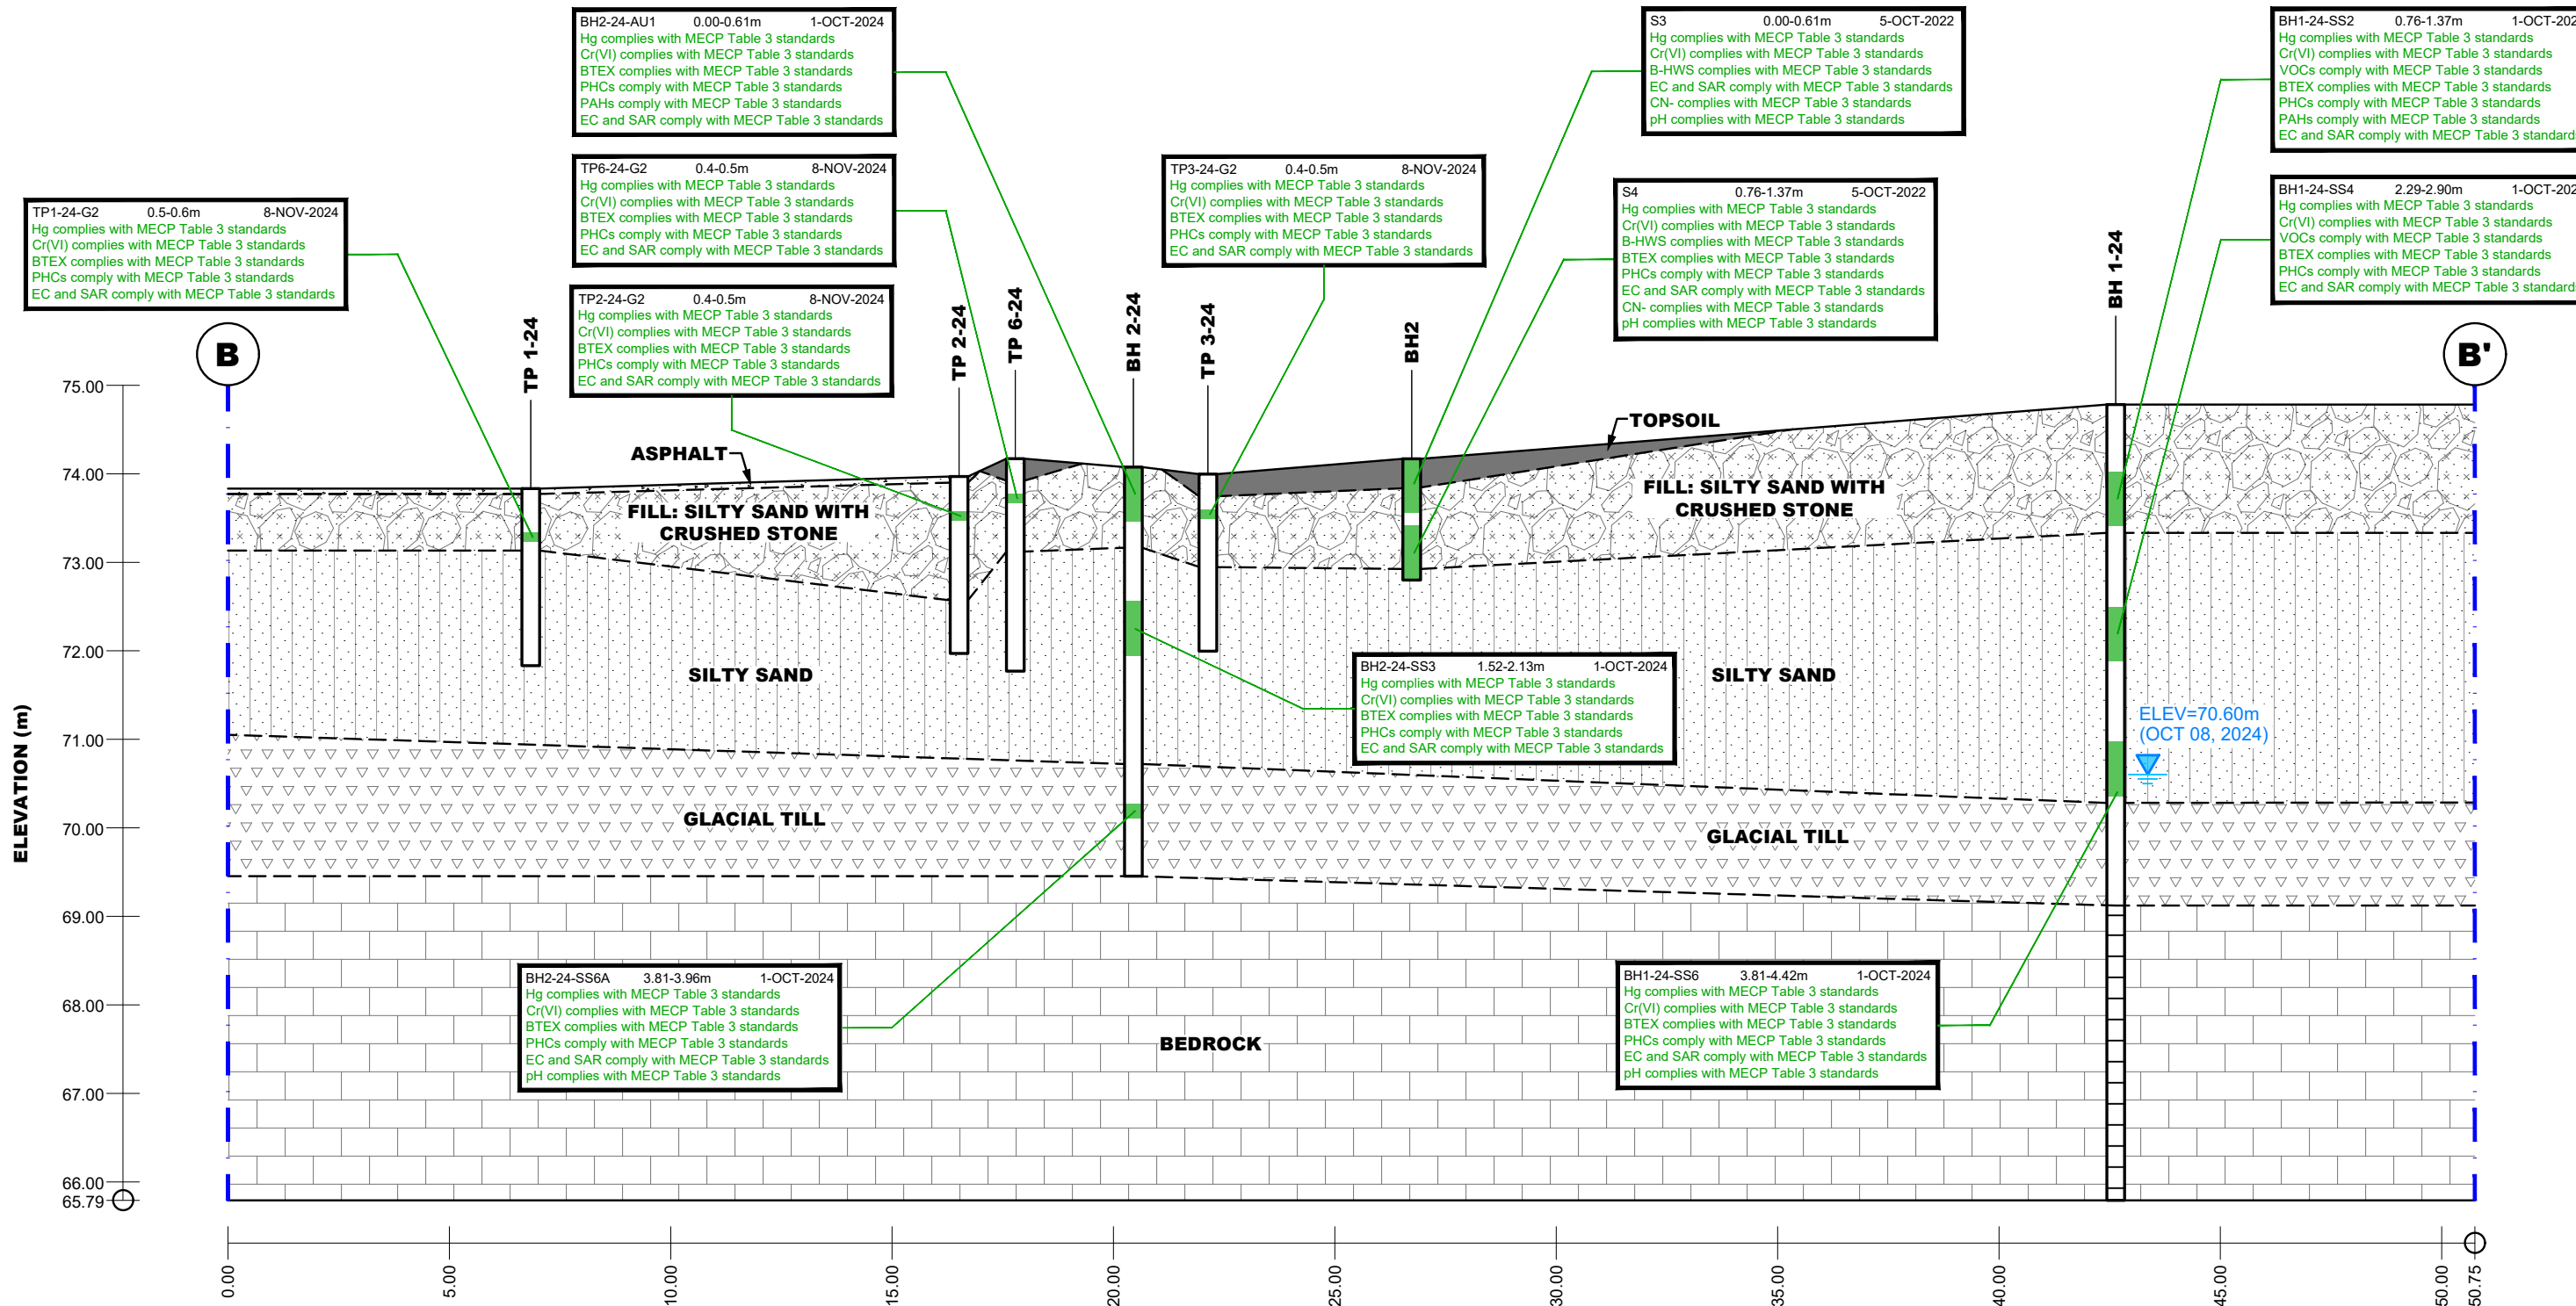 BH2-24-AU1 0.00-0.61m 1-OCT-2024
Hg complies with MECP Table 3 standards
Cr(VI) complies with MECP Table 3 standards
BTEX complies with MECP Table 3 standards
PHCs comply with MECP Table 3 standards
PAHs comply with MECP Table 3 standards
EC and SAR comply with MECP Table 3 standards
S3 0.00-0.61m 5-OCT-2022
Hg complies with MECP Table 3 standards
Cr(VI) complies with MECP Table 3 standards
B-HWS complies with MECP Table 3 standards
EC and SAR comply with MECP Table 3 standards
CN- complies with MECP Table 3 standards
pH complies with MECP Table 3 standards
BH1-24-SS2 0.76-1.37m 1-OCT-202
Hg complies with MECP Table 3 standards
Cr(VI) complies with MECP Table 3 standards
VOCs comply with MECP Table 3 standards
BTEX complies with MECP Table 3 standards
PHCs comply with MECP Table 3 standards
PAHs comply with MECP Table 3 standards
EC and SAR comply with MECP Table 3 standard
TP6-24-G2 0.4-0.5m 8-NOV-2024
Hg complies with MECP Table 3 standards
Cr(VI) complies with MECP Table 3 standards
BTEX complies with MECP Table 3 standards
PHCs comply with MECP Table 3 standards
EC and SAR comply with MECP Table 3 standards
TP3-24-G2 0.4-0.5m 8-NOV-2024
Hg complies with MECP Table 3 standards
Cr(VI) complies with MECP Table 3 standards
BTEX complies with MECP Table 3 standards
PHCs comply with MECP Table 3 standards
EC and SAR comply with MECP Table 3 standards
S4 0.76-1.37m 5-OCT-2022
Hg complies with MECP Table 3 standards
Cr(VI) complies with MECP Table 3 standards
B-HWS complies with MECP Table 3 standards
BTEX complies with MECP Table 3 standards
PHCs comply with MECP Table 3 standards
EC and SAR comply with MECP Table 3 standards
CN- complies with MECP Table 3 standards
pH complies with MECP Table 3 standards
BH1-24-SS4 2.29-2.90m 1-OCT-202
Hg complies with MECP Table 3 standards
Cr(VI) complies with MECP Table 3 standards
VOCs comply with MECP Table 3 standards
BTEX complies with MECP Table 3 standards
PHCs comply with MECP Table 3 standards
EC and SAR comply with MECP Table 3 standard
TP1-24-G2 0.5-0.6m 8-NOV-2024
Hg complies with MECP Table 3 standards
Cr(VI) complies with MECP Table 3 standards
BTEX complies with MECP Table 3 standards
PHCs comply with MECP Table 3 standards
EC and SAR comply with MECP Table 3 standards
TP2-24-G2 0.4-0.5m 8-NOV-2024
Hg complies with MECP Table 3 standards
Cr(VI) complies with MECP Table 3 standards
BTEX complies with MECP Table 3 standards
PHCs comply with MECP Table 3 standards
EC and SAR comply with MECP Table 3 standards
B
TP 1-24
TP 2-24
TP 6-24
BH 2-24
TP 3-24
BH2
BH 1-24
B'
ELEVATION (m)
75.00
74.00
73.00
72.00
71.00
70.00
69.00
68.00
67.00
66.00
65.79
ASPHALT
TOPSOIL
FILL: SILTY SAND WITH
CRUSHED STONE
FILL: SILTY SAND WITH
CRUSHED STONE
SILTY SAND
SILTY SAND
BH2-24-SS3 1.52-2.13m 1-OCT-2024
Hg complies with MECP Table 3 standards
Cr(VI) complies with MECP Table 3 standards
BTEX complies with MECP Table 3 standards
PHCs comply with MECP Table 3 standards
EC and SAR comply with MECP Table 3 standards
ELEV=70.60m
(OCT 08, 2024)
GLACIAL TILL
GLACIAL TILL
BH2-24-SS6A 3.81-3.96m 1-OCT-2024
Hg complies with MECP Table 3 standards
Cr(VI) complies with MECP Table 3 standards
BTEX complies with MECP Table 3 standards
PHCs comply with MECP Table 3 standards
EC and SAR comply with MECP Table 3 standards
pH complies with MECP Table 3 standards
BH1-24-SS6 3.81-4.42m 1-OCT-2024
Hg complies with MECP Table 3 standards
Cr(VI) complies with MECP Table 3 standards
BTEX complies with MECP Table 3 standards
PHCs comply with MECP Table 3 standards
EC and SAR comply with MECP Table 3 standards
pH complies with MECP Table 3 standards
BEDROCK
0.00
5.00
10.00
15.00
20.00
25.00
30.00
35.00
40.00
45.00
50.00
50.75